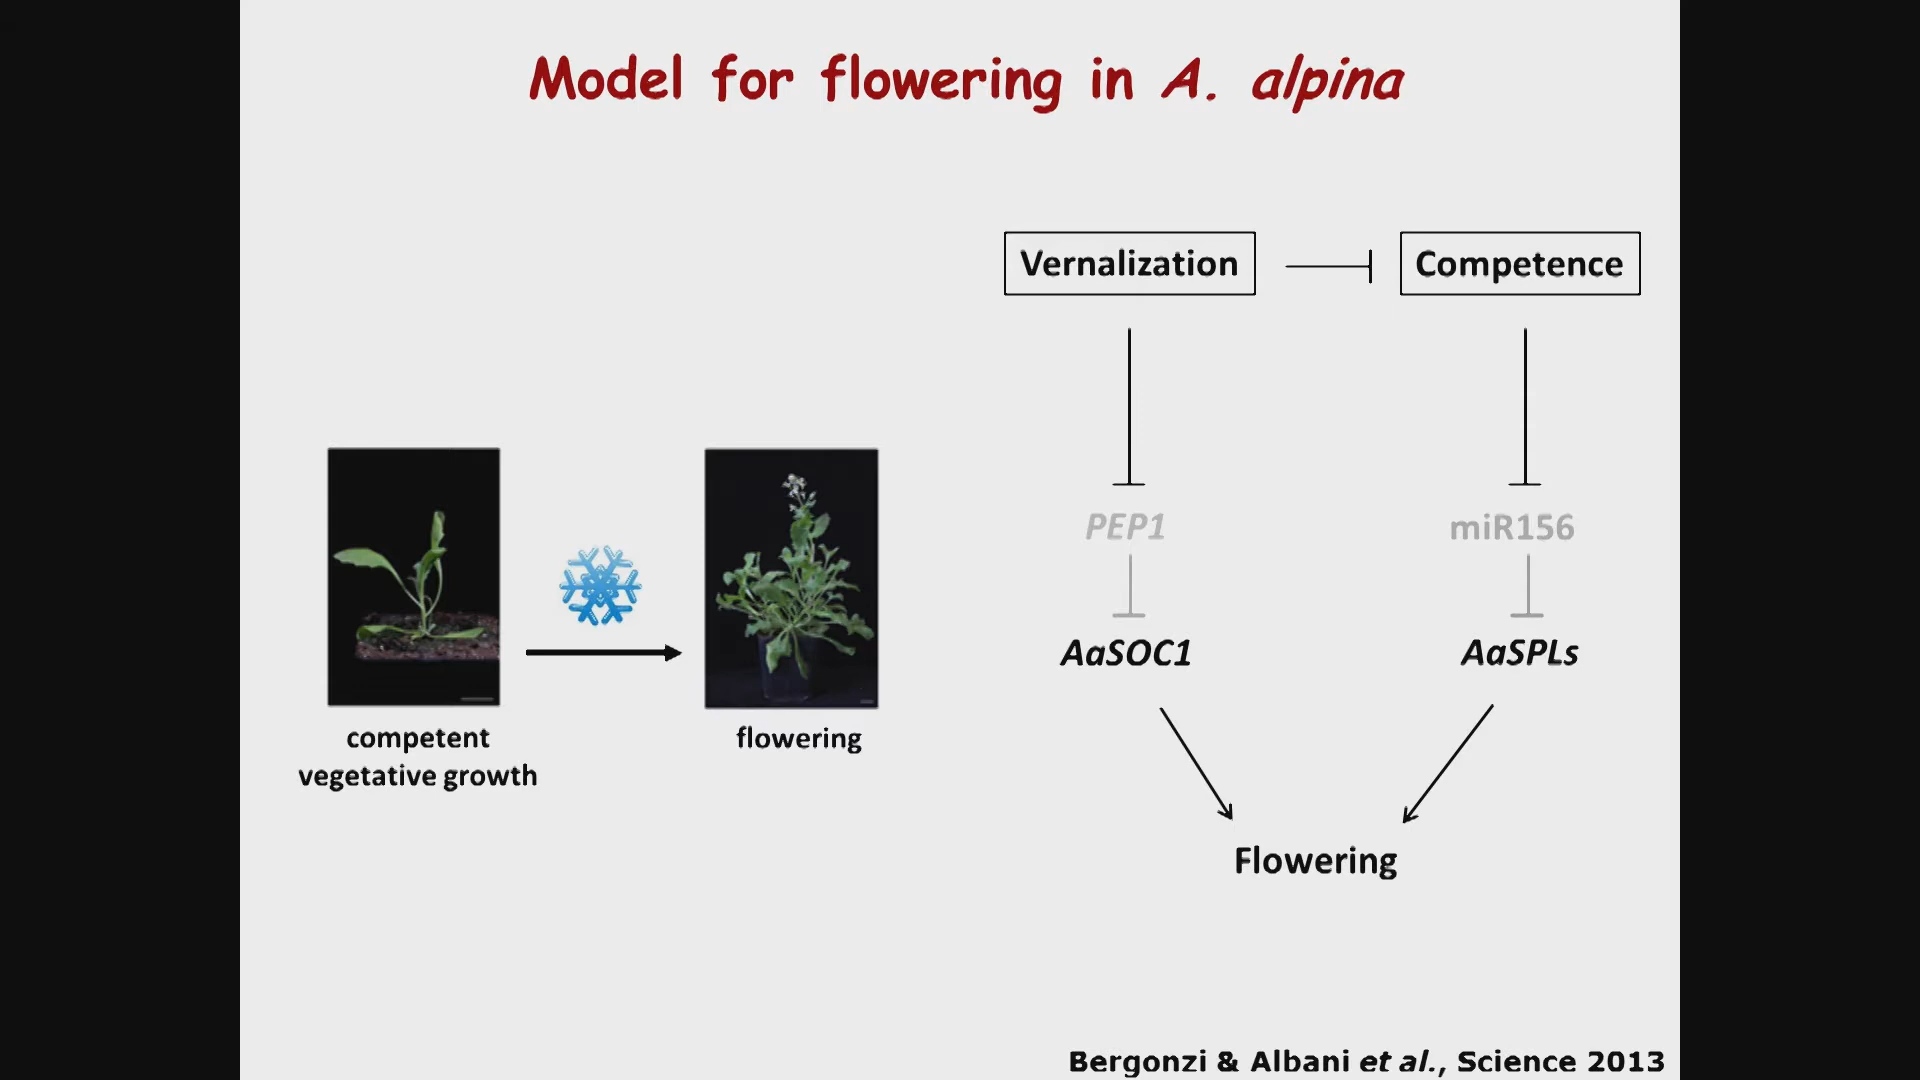 Model for flowering in A. alpina
Vernalization
Competence
PEP1
miR156
AaSOC1
AaSPLs
competent
vegetative growth
flowering
Flowering
Bergonzi & Albani et al., Science 2013